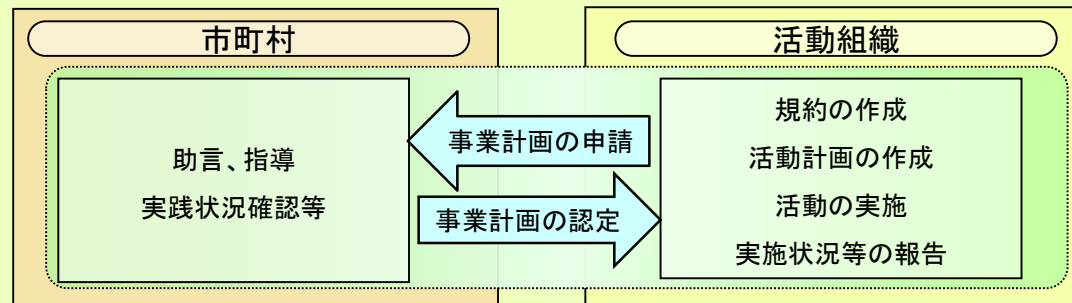 市町村
助言、指導
実践状況確認等
事業計画の申請
事業計画の認定
活動組織
規約の作成
活動計画の作成
活動の実施
実施状況等の報告